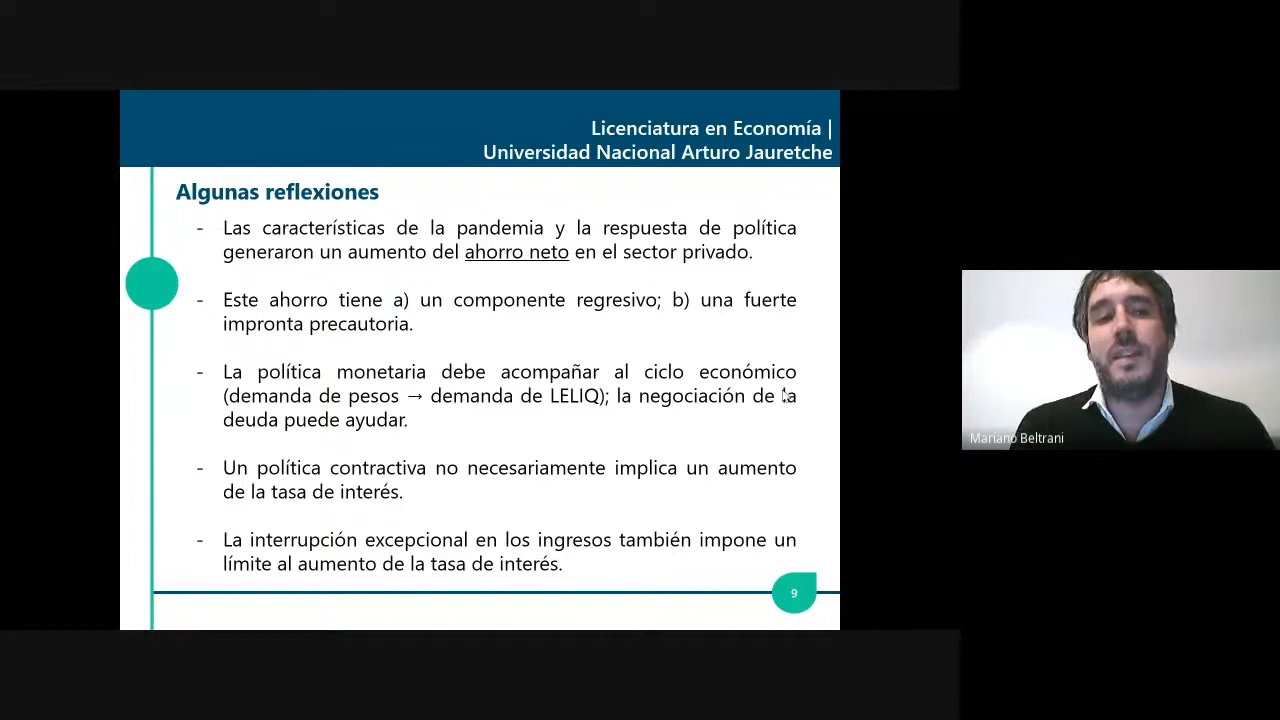 Licenciatura en Economía |
Universidad Nacional Arturo Jauretche
Algunas reflexiones
- Las características de la pandemia y la respuesta de política
generaron un aumento del ahorro neto en el sector privado.
- Este ahorro tiene a) un componente regresivo; b) una fuerte
impronta precautoria.
- La política monetaria debe acompañar al ciclo económico
(demanda de pesos → demanda de LELIQ); la negociación de la
deuda puede ayudar.
- Un política contractiva no necesariamente implica un aumento
de la tasa de interés.
- La interrupción excepcional en los ingresos también impone un
límite al aumento de la tasa de interés.
9
Mariano Beltrani